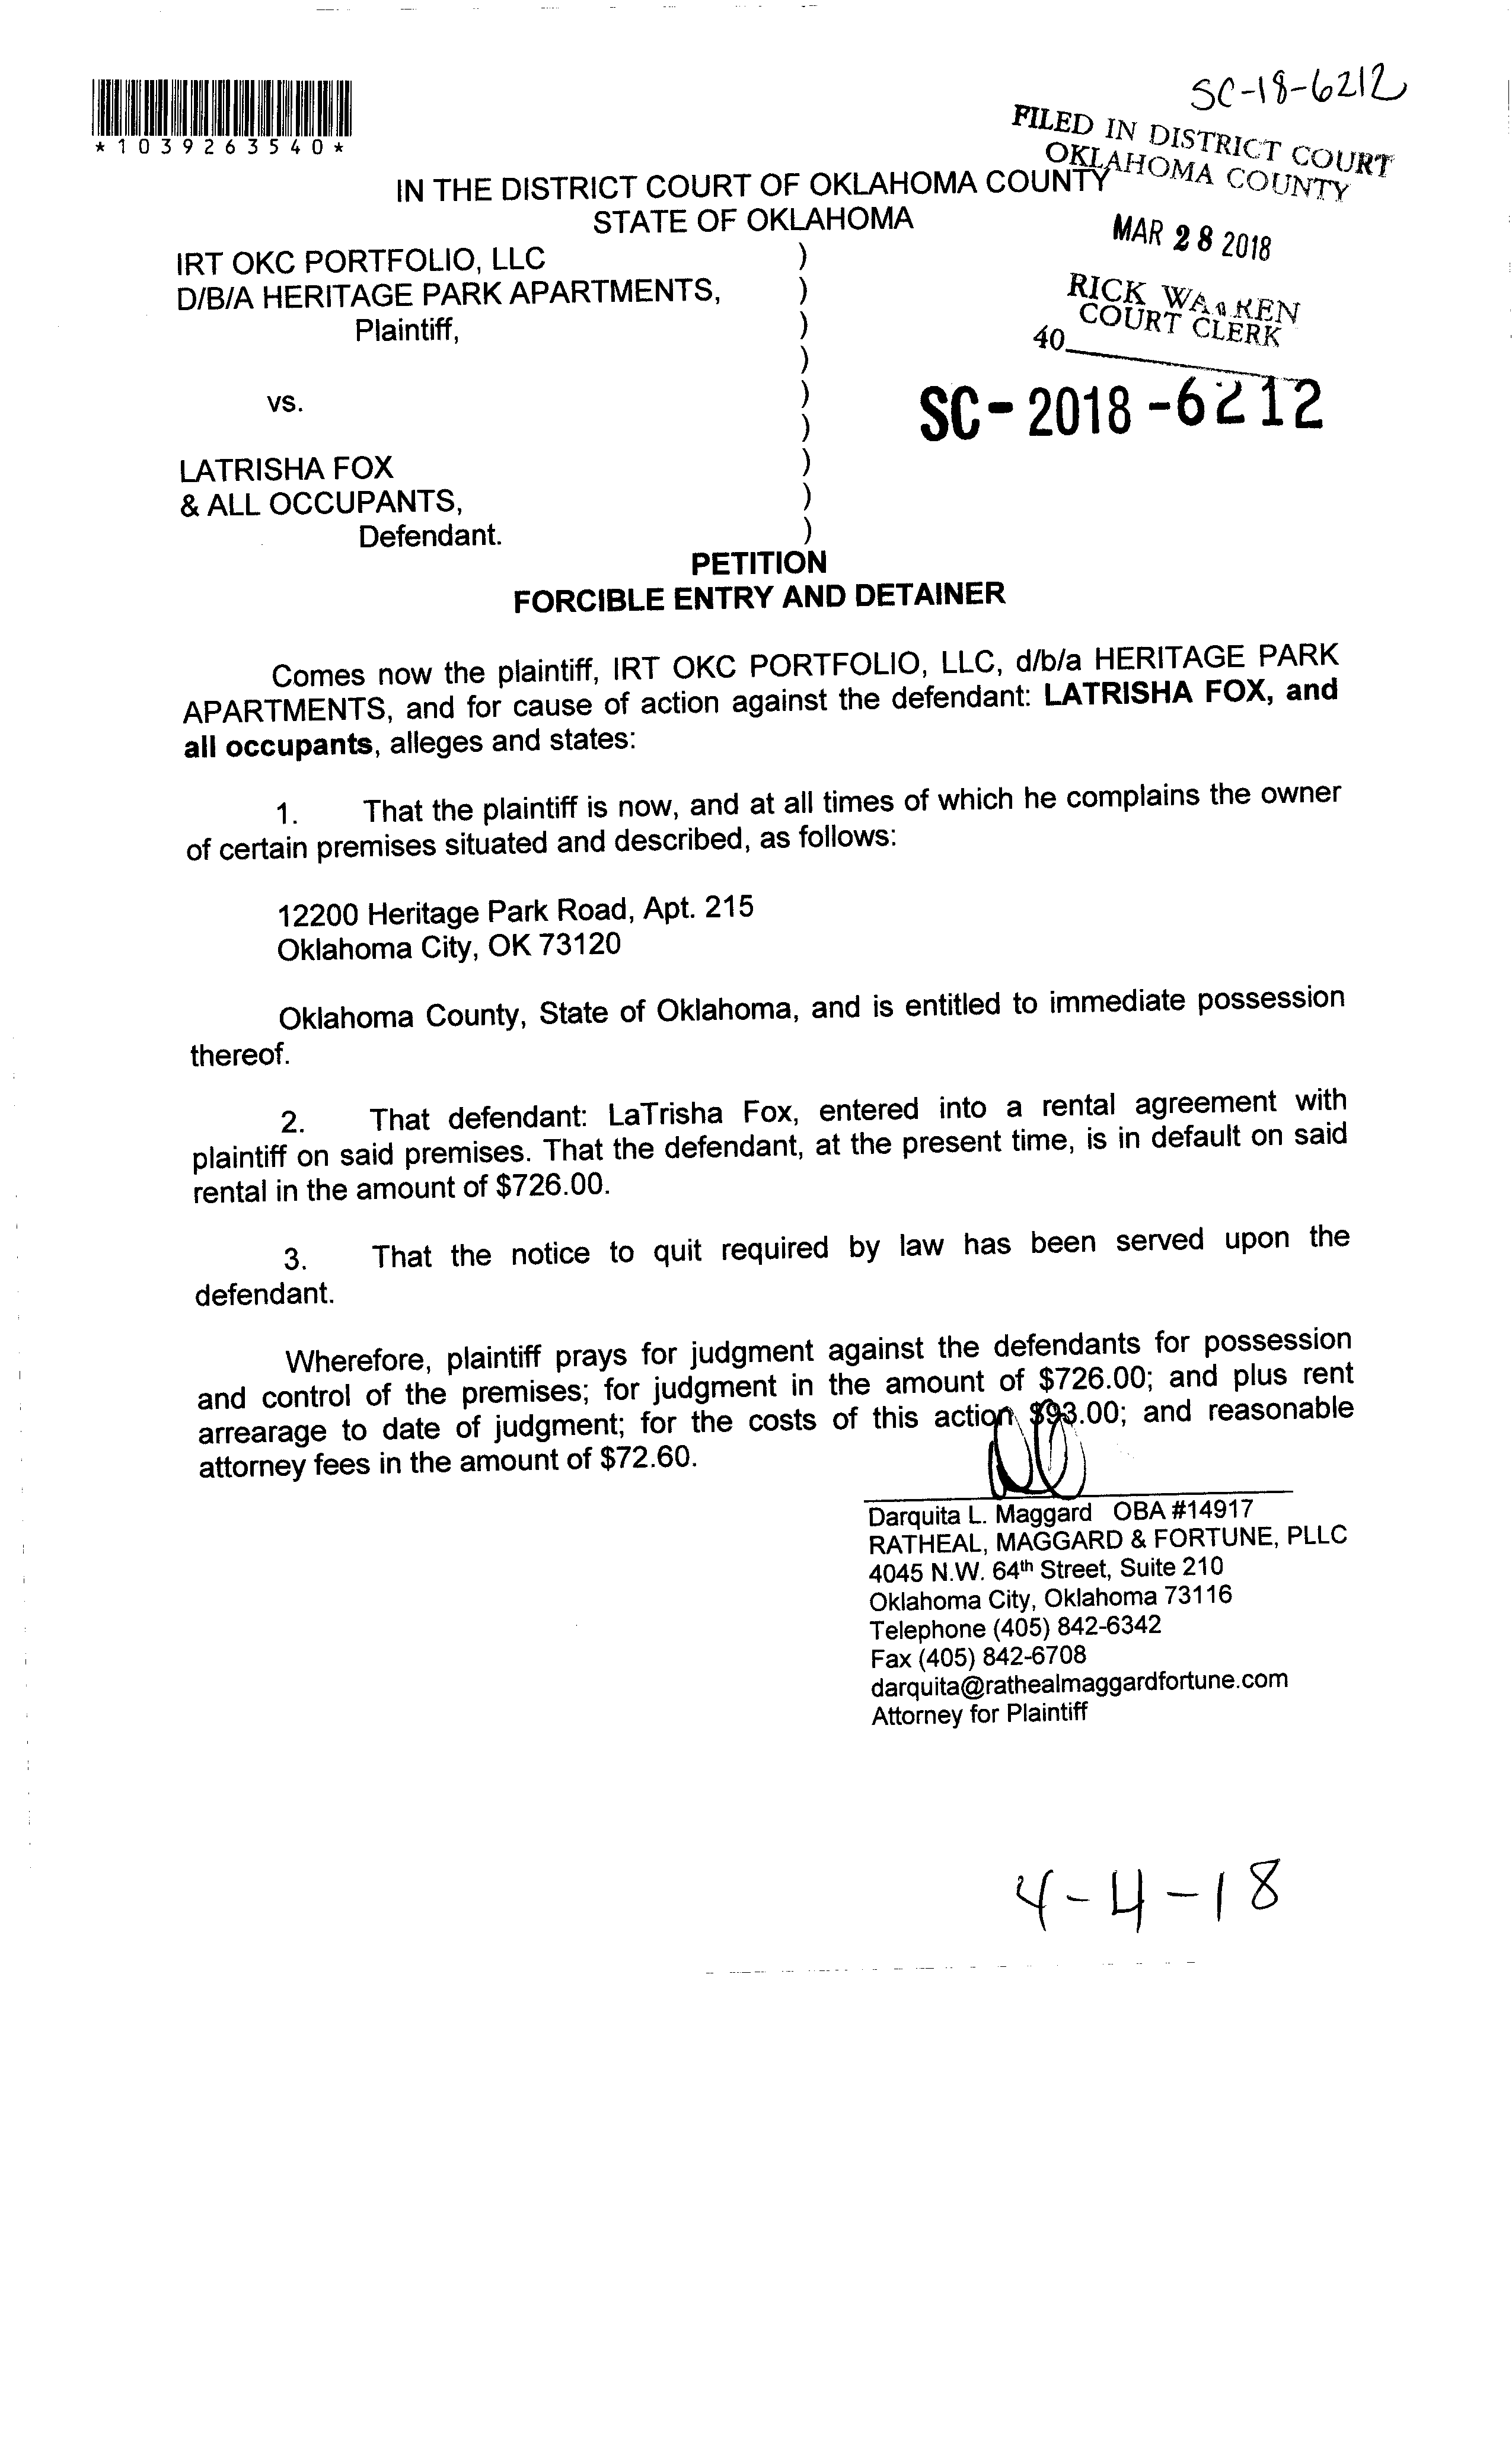 SC-18-6212
*1039263540*
FILED IN DISTRICT COURT
OKLAHOMA COUNTY
IN THE DISTRICT COURT OF OKLAHOMA COUNTY
STATE OF OKLAHOMA
MAR 28 2018
RICK WARREN
COURT CLERK
40
SC-2018-6212
IRT OKC PORTFOLIO, LLC )
D/B/A HERITAGE PARK APARTMENTS, )
Plaintiff, )
)
vs. )
)
LATRISHA FOX )
& ALL OCCUPANTS, )
Defendant. )
PETITION
FORCIBLE ENTRY AND DETAINER
Comes now the plaintiff, IRT OKC PORTFOLIO, LLC, d/b/a HERITAGE PARK
APARTMENTS, and for cause of action against the defendant: LATRISHA FOX, and
all occupants, alleges and states:
1. That the plaintiff is now, and at all times of which he complains the owner
of certain premises situated and described, as follows:
12200 Heritage Park Road, Apt. 215
Oklahoma City, OK 73120
Oklahoma County, State of Oklahoma, and is entitled to immediate possession
thereof.
2. That defendant: LaTrisha Fox, entered into a rental agreement with
plaintiff on said premises. That the defendant, at the present time, is in default on said
rental in the amount of $726.00.
3. That the notice to quit required by law has been served upon the
defendant.
Wherefore, plaintiff prays for judgment against the defendants for possession
and control of the premises; for judgment in the amount of $726.00; and plus rent
arrearage to date of judgment; for the costs of this action $93.00; and reasonable
attorney fees in the amount of $72.60.
Darquita L. Maggard OBA #14917
RATHEAL, MAGGARD & FORTUNE, PLLC
4045 N.W. 64th Street, Suite 210
Oklahoma City, Oklahoma 73116
Telephone (405) 842-6342
Fax (405) 842-6708
darquita@rathealmaggardfortune.com
Attorney for Plaintiff
4-4-18